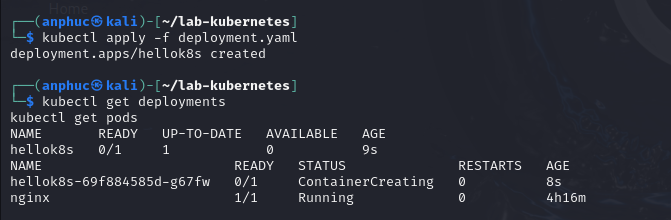 Home
┌──(anphuc㉿kali)-[~/lab-kubernetes]
└─$ kubectl apply -f deployment.yaml
deployment.apps/hellok8s created
┌──(anphuc㉿kali)-[~/lab-kubernetes]
└─$ kubectl get deployments
kubectl get pods
NAME       READY   UP-TO-DATE   AVAILABLE   AGE
hellok8s   0/1     1            0           9s
NAME                        READY   STATUS              RESTARTS   AGE
hellok8s-69f884585d-g67fw   0/1     ContainerCreating   0          8s
nginx                       1/1     Running             0          4h16m